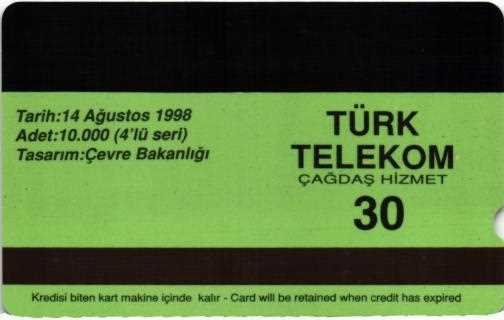 Tarih:14 Ağustos 1998
Adet:10.000 (4'lü seri)
Tasarım:Çevre Bakanlığı
TÜRK
TELEKOM
ÇAĞDAŞ HİZMET
30
Kredisi biten kart makine içinde kalır - Card will be retained when credit has expired